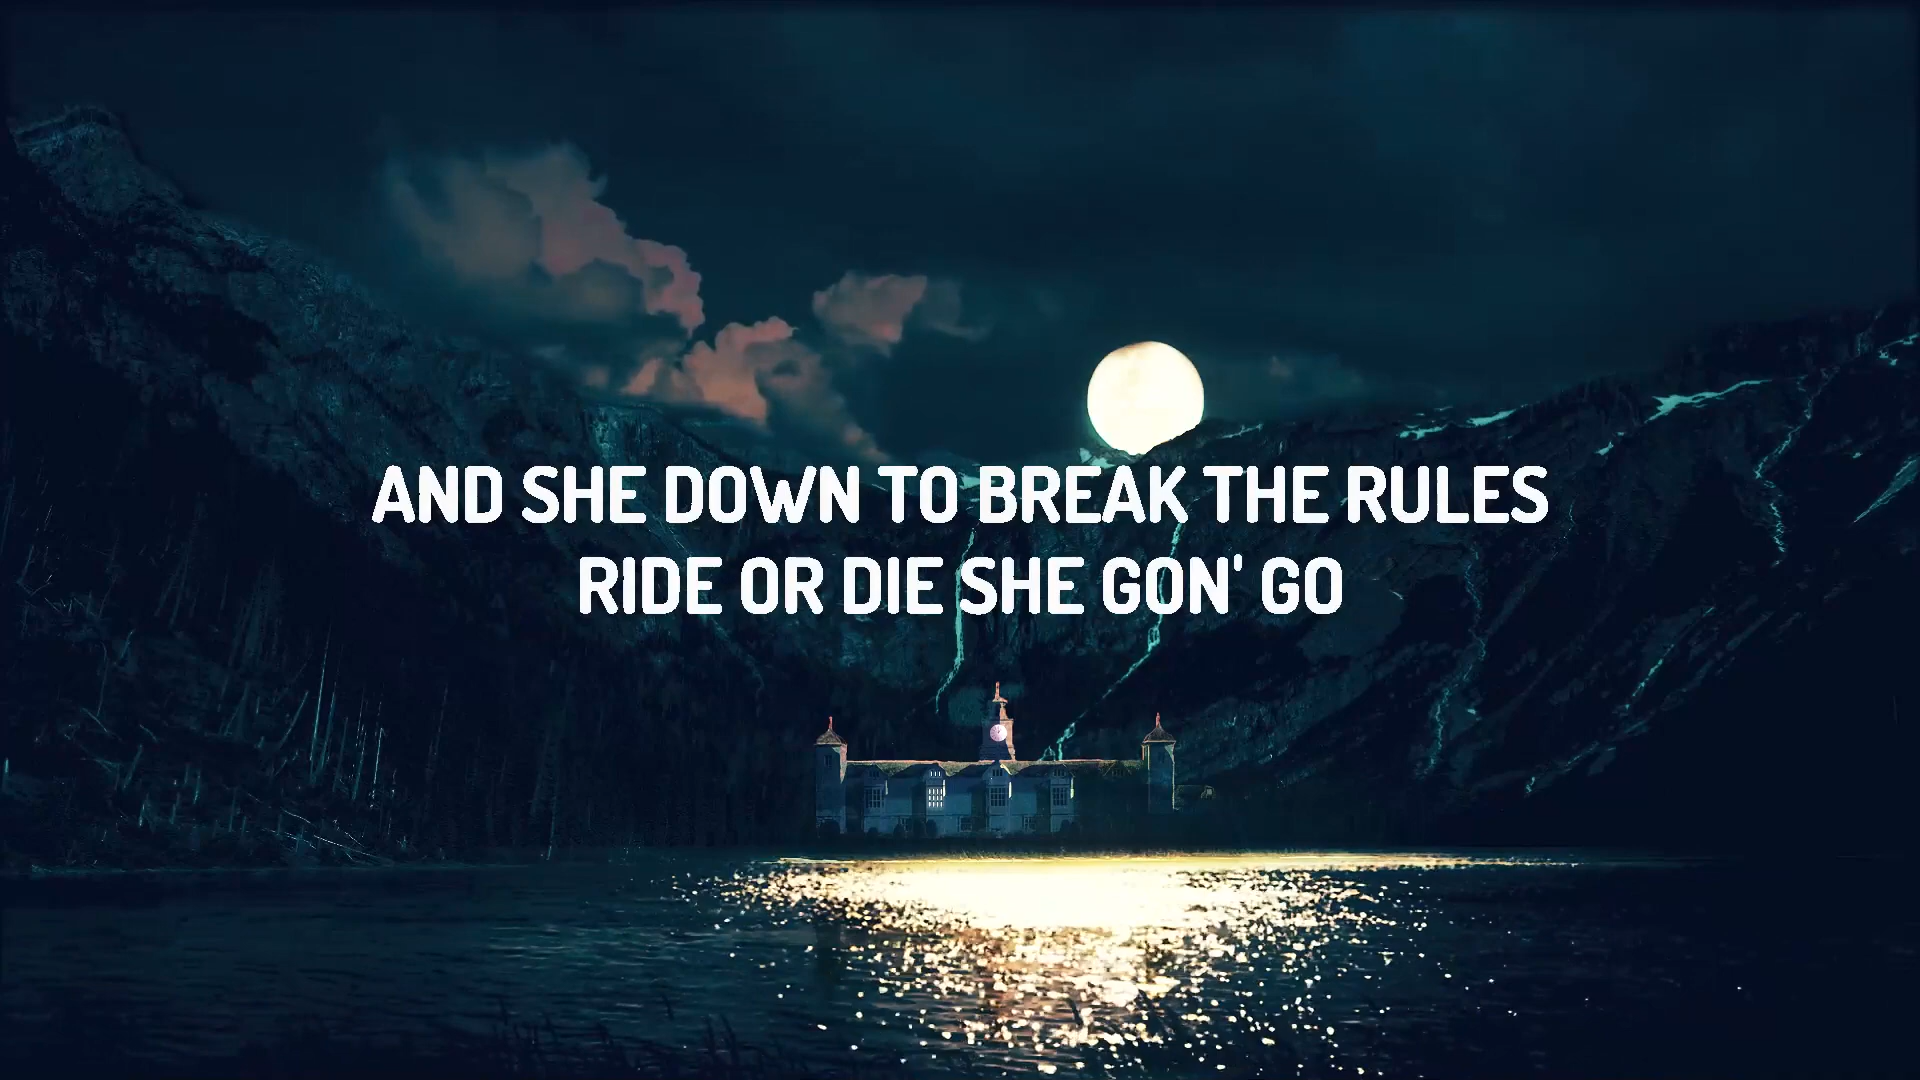 AND SHE DOWN TO BREAK THE RULES
RIDE OR DIE SHE GON' GO